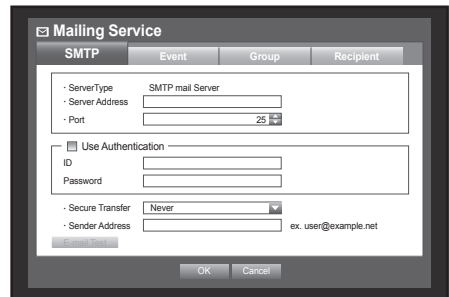 Mailing Service
SMTP Event Group Recipient
· ServerType SMTP mail Server
· Server Address
· Port 25
Use Authentication
ID
Password
· Secure Transfer Never
· Sender Address ex. user@example.net
E-mail Test
OK Cancel